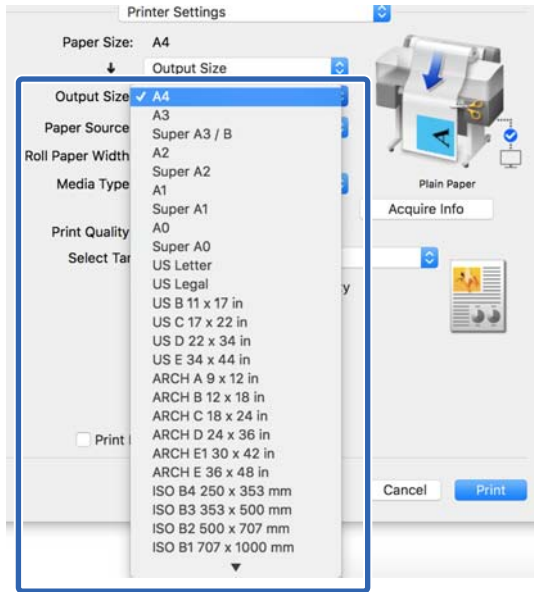 Printer Settings
Paper Size: A4
Output Size
Output Size ✓ A4
A3
Paper Source
Super A3 / B
Roll Paper Width
A2
Super A2
Media Type
A1
Plain Paper
Super A1
Acquire Info
A0
Print Quality
Super A0
Select Tar
US Letter
US Legal
y
US B 11 x 17 in
US C 17 x 22 in
US D 22 x 34 in
US E 34 x 44 in
ARCH A 9 x 12 in
ARCH B 12 x 18 in
ARCH C 18 x 24 in
ARCH D 24 x 36 in
Print
ARCH E1 30 x 42 in
ARCH E 36 x 48 in
ISO B4 250 x 353 mm
Cancel
Print
ISO B3 353 x 500 mm
ISO B2 500 x 707 mm
ISO B1 707 x 1000 mm